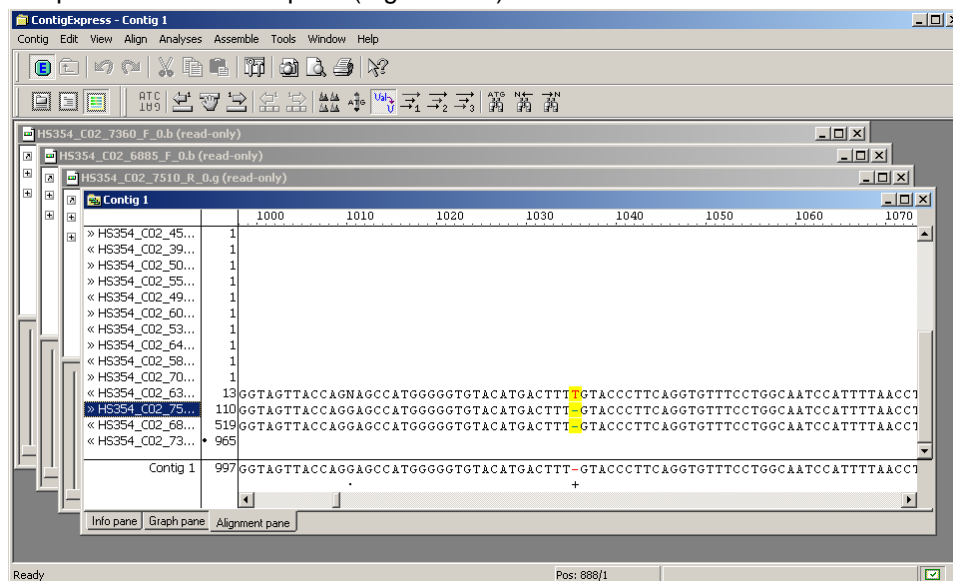 ContigExpress - Contig 1
Contig Edit View Align Analyses Assemble Tools Window Help
HS354_C02_7360_F_0.b (read-only)
HS354_C02_6885_F_0.b (read-only)
HS354_C02_7510_R_0.g (read-only)
Contig 1
1000 1010 1020 1030 1040 1050 1060 1070
» HS354_C02_45... 1
« HS354_C02_39... 1
» HS354_C02_50... 1
» HS354_C02_55... 1
« HS354_C02_49... 1
» HS354_C02_60... 1
« HS354_C02_53... 1
» HS354_C02_64... 1
« HS354_C02_58... 1
» HS354_C02_70... 1
« HS354_C02_63... 13 GGTAGTTACCAGNAGCCATGGGGGTGTACATGACTTTTGTACCCTTCAGGTGTTTCCTGGCAATCCATTTTAACCT
» HS354_C02_75... 110 GGTAGTTACCAGGAGCCATGGGGGTGTACATGACTTT-GTACCCTTCAGGTGTTTCCTGGCAATCCATTTTAACCT
« HS354_C02_68... 519 GGTAGTTACCAGGAGCCATGGGGGTGTACATGACTTT-GTACCCTTCAGGTGTTTCCTGGCAATCCATTTTAACCT
« HS354_C02_73... • 965
Contig 1 997 GGTAGTTACCAGGAGCCATGGGGGTGTACATGACTTT-GTACCCTTCAGGTGTTTCCTGGCAATCCATTTTAACCT
. +
Info pane Graph pane Alignment pane
Ready Pos: 888/1